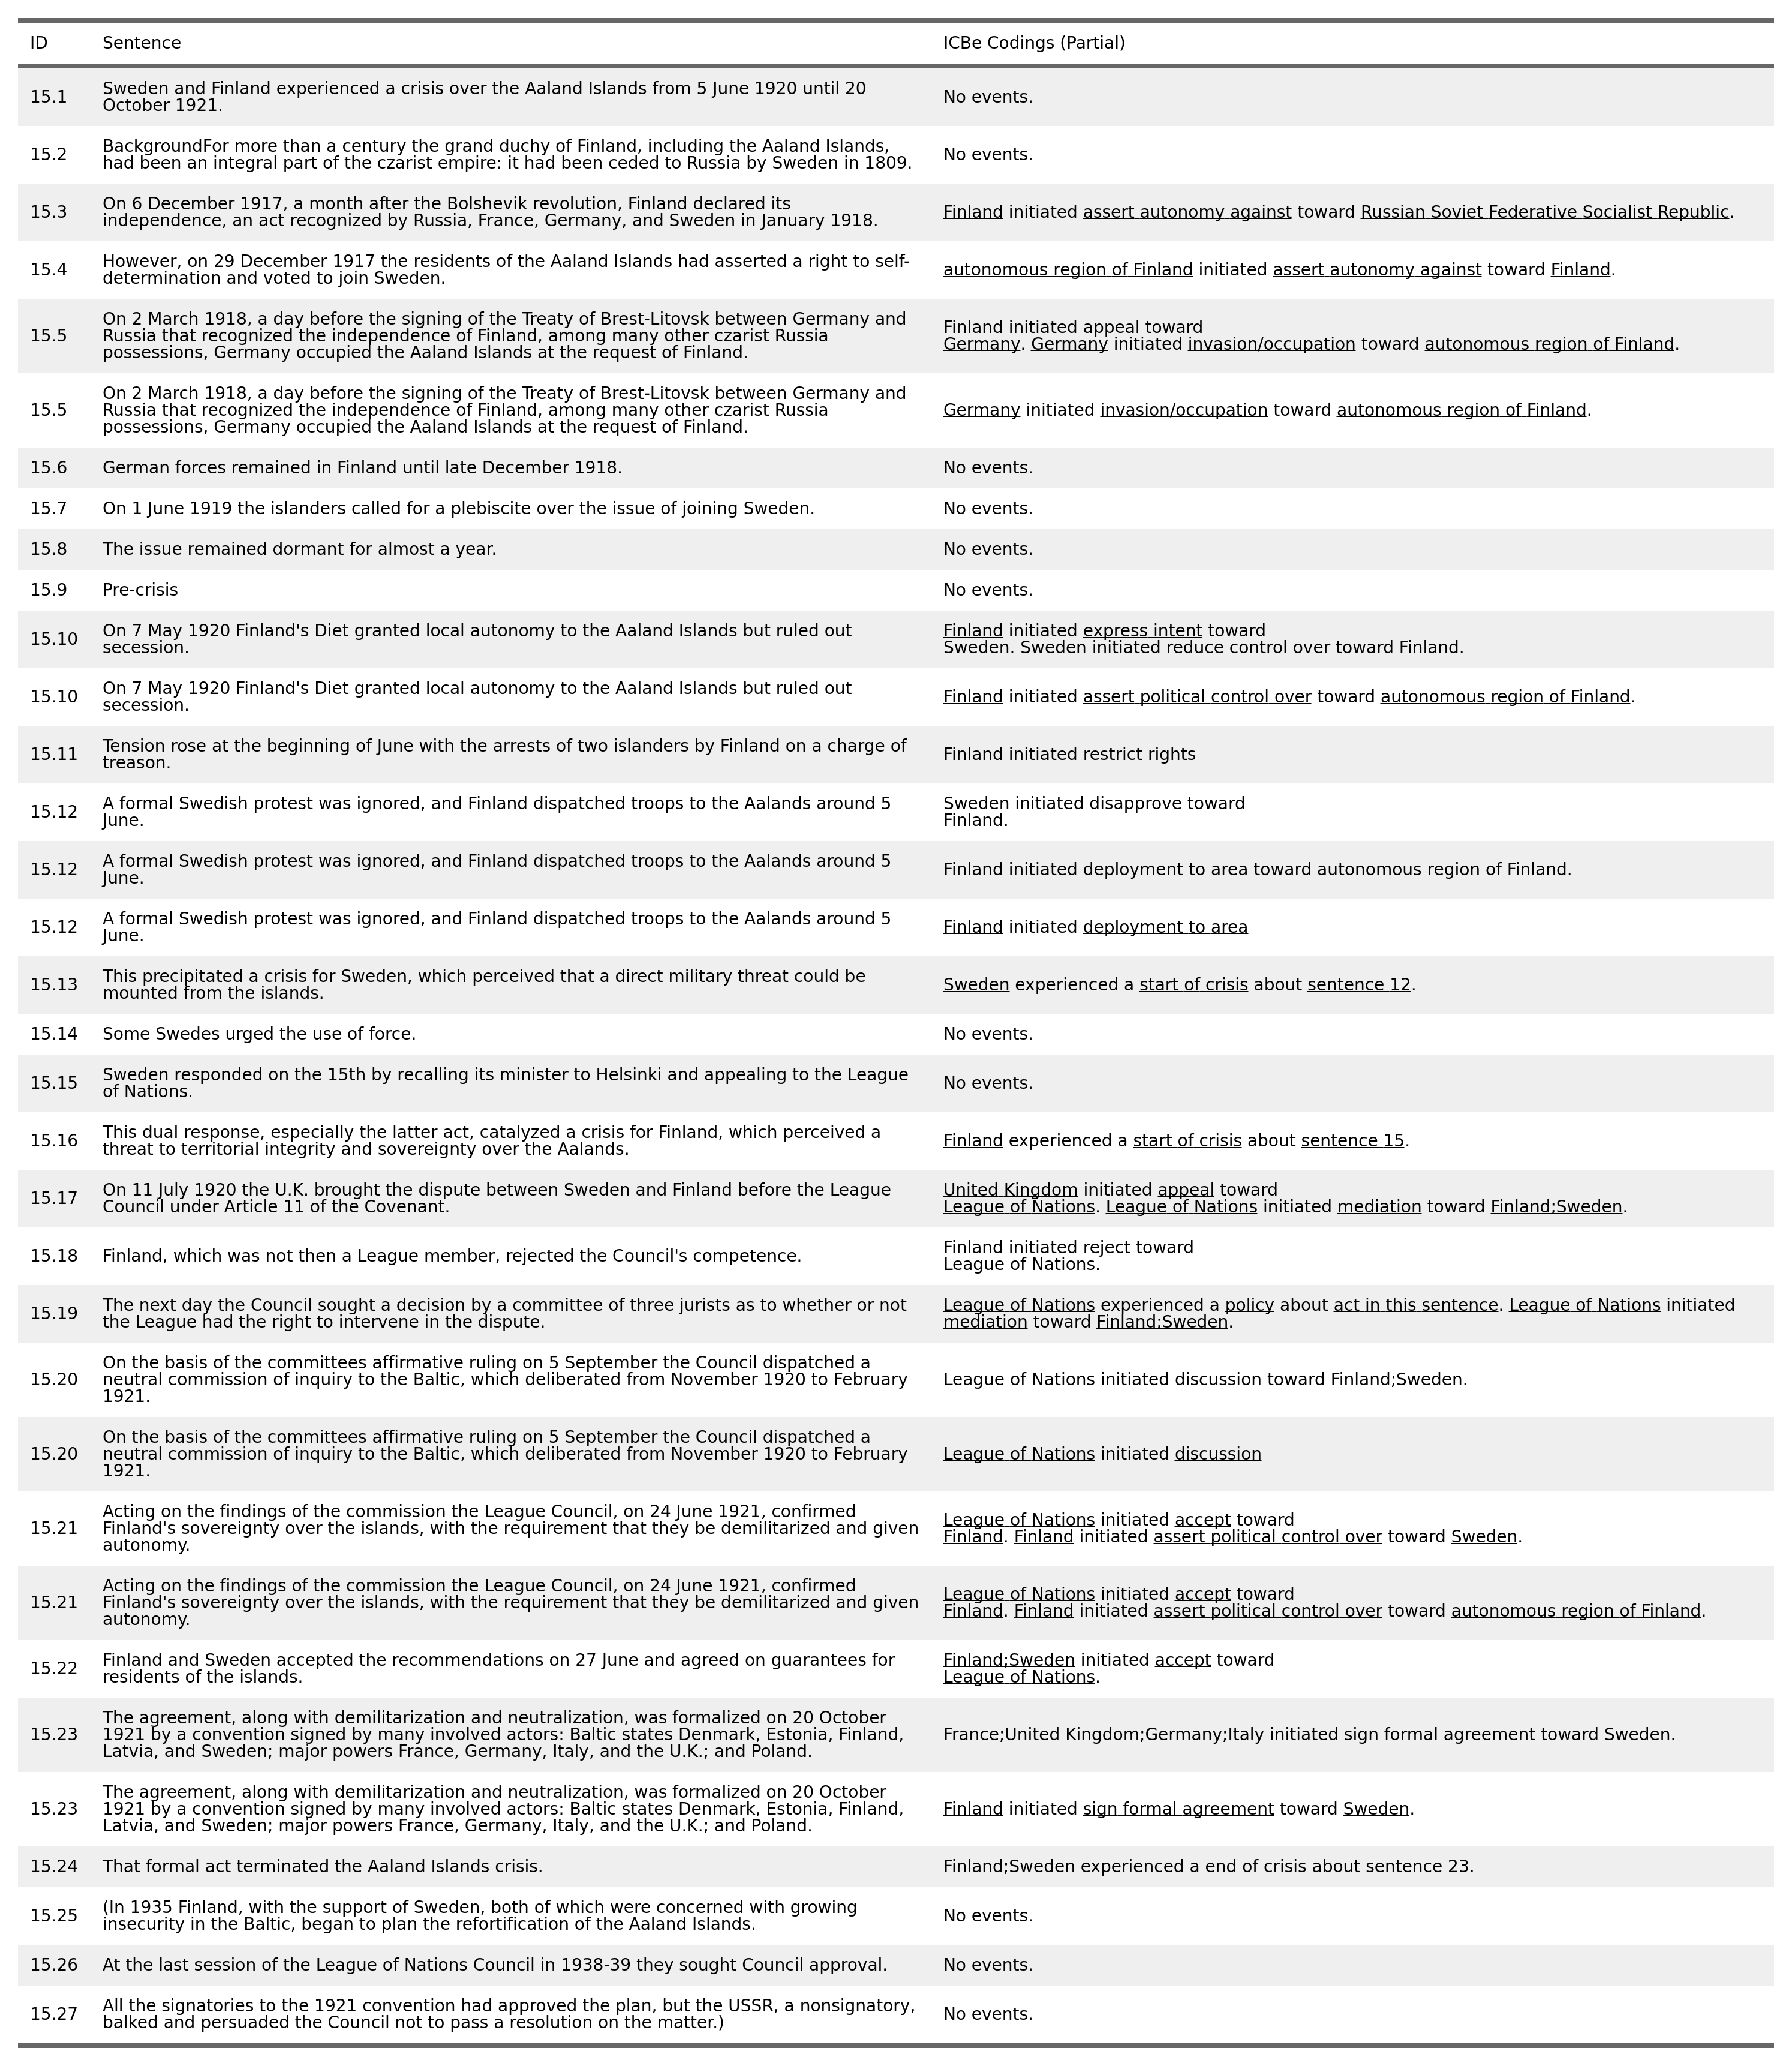 ID Sentence ICBe Codings (Partial)
15.1 Sweden and Finland experienced a crisis over the Aaland Islands from 5 June 1920 until 20
October 1921. No events.
15.2 BackgroundFor more than a century the grand duchy of Finland, including the Aaland Islands,
had been an integral part of the czarist empire: it had been ceded to Russia by Sweden in 1809. No events.
15.3 On 6 December 1917, a month after the Bolshevik revolution, Finland declared its
independence, an act recognized by Russia, France, Germany, and Sweden in January 1918. Finland initiated assert autonomy against toward Russian Soviet Federative Socialist Republic.
15.4 However, on 29 December 1917 the residents of the Aaland Islands had asserted a right to self-
determination and voted to join Sweden. autonomous region of Finland initiated assert autonomy against toward Finland.
15.5 On 2 March 1918, a day before the signing of the Treaty of Brest-Litovsk between Germany and
Russia that recognized the independence of Finland, among many other czarist Russia
possessions, Germany occupied the Aaland Islands at the request of Finland.
Finland initiated appeal toward
Germany. Germany initiated invasion/occupation toward autonomous region of Finland.
15.5 On 2 March 1918, a day before the signing of the Treaty of Brest-Litovsk between Germany and
Russia that recognized the independence of Finland, among many other czarist Russia
possessions, Germany occupied the Aaland Islands at the request of Finland.
Germany initiated invasion/occupation toward autonomous region of Finland.
15.6 German forces remained in Finland until late December 1918. No events.
15.7 On 1 June 1919 the islanders called for a plebiscite over the issue of joining Sweden. No events.
15.8 The issue remained dormant for almost a year. No events.
15.9 Pre-crisis No events.
15.10 On 7 May 1920 Finland's Diet granted local autonomy to the Aaland Islands but ruled out
secession.
Finland initiated express intent toward
Sweden. Sweden initiated reduce control over toward Finland.
15.10 On 7 May 1920 Finland's Diet granted local autonomy to the Aaland Islands but ruled out
secession.
Finland initiated assert political control over toward autonomous region of Finland.
15.11 Tension rose at the beginning of June with the arrests of two islanders by Finland on a charge of
treason.
Finland initiated restrict rights
15.12 A formal Swedish protest was ignored, and Finland dispatched troops to the Aalands around 5
June.
Sweden initiated disapprove toward
Finland.
15.12 A formal Swedish protest was ignored, and Finland dispatched troops to the Aalands around 5
June.
Finland initiated deployment to area toward autonomous region of Finland.
15.12 A formal Swedish protest was ignored, and Finland dispatched troops to the Aalands around 5
June.
Finland initiated deployment to area
15.13 This precipitated a crisis for Sweden, which perceived that a direct military threat could be
mounted from the islands.
Sweden experienced a start of crisis about sentence 12.
15.14 Some Swedes urged the use of force. No events.
15.15 Sweden responded on the 15th by recalling its minister to Helsinki and appealing to the League
of Nations.
No events.
15.16 This dual response, especially the latter act, catalyzed a crisis for Finland, which perceived a
threat to territorial integrity and sovereignty over the Aalands.
Finland experienced a start of crisis about sentence 15.
15.17 On 11 July 1920 the U.K. brought the dispute between Sweden and Finland before the League
Council under Article 11 of the Covenant.
United Kingdom initiated appeal toward
League of Nations. League of Nations initiated mediation toward Finland;Sweden.
15.18 Finland, which was not then a League member, rejected the Council's competence.
Finland initiated reject toward
League of Nations.
15.19 The next day the Council sought a decision by a committee of three jurists as to whether or not
the League had the right to intervene in the dispute.
League of Nations experienced a policy about act in this sentence. League of Nations initiated
mediation toward Finland;Sweden.
15.20 On the basis of the committees affirmative ruling on 5 September the Council dispatched a
neutral commission of inquiry to the Baltic, which deliberated from November 1920 to February
1921.
League of Nations initiated discussion toward Finland;Sweden.
15.20 On the basis of the committees affirmative ruling on 5 September the Council dispatched a
neutral commission of inquiry to the Baltic, which deliberated from November 1920 to February
1921.
League of Nations initiated discussion
15.21 Acting on the findings of the commission the League Council, on 24 June 1921, confirmed
Finland's sovereignty over the islands, with the requirement that they be demilitarized and given
autonomy.
League of Nations initiated accept toward
Finland. Finland initiated assert political control over toward Sweden.
15.21 Acting on the findings of the commission the League Council, on 24 June 1921, confirmed
Finland's sovereignty over the islands, with the requirement that they be demilitarized and given
autonomy.
League of Nations initiated accept toward
Finland. Finland initiated assert political control over toward autonomous region of Finland.
15.22 Finland and Sweden accepted the recommendations on 27 June and agreed on guarantees for
residents of the islands.
Finland;Sweden initiated accept toward
League of Nations.
15.23 The agreement, along with demilitarization and neutralization, was formalized on 20 October
1921 by a convention signed by many involved actors: Baltic states Denmark, Estonia, Finland,
Latvia, and Sweden; major powers France, Germany, Italy, and the U.K.; and Poland.
France;United Kingdom;Germany;Italy initiated sign formal agreement toward Sweden.
15.23 The agreement, along with demilitarization and neutralization, was formalized on 20 October
1921 by a convention signed by many involved actors: Baltic states Denmark, Estonia, Finland,
Latvia, and Sweden; major powers France, Germany, Italy, and the U.K.; and Poland.
Finland initiated sign formal agreement toward Sweden.
15.24 That formal act terminated the Aaland Islands crisis. Finland;Sweden experienced a end of crisis about sentence 23.
15.25 (In 1935 Finland, with the support of Sweden, both of which were concerned with growing
insecurity in the Baltic, began to plan the refortification of the Aaland Islands.
No events.
15.26 At the last session of the League of Nations Council in 1938-39 they sought Council approval. No events.
15.27 All the signatories to the 1921 convention had approved the plan, but the USSR, a nonsignatory,
balked and persuaded the Council not to pass a resolution on the matter.)
No events.